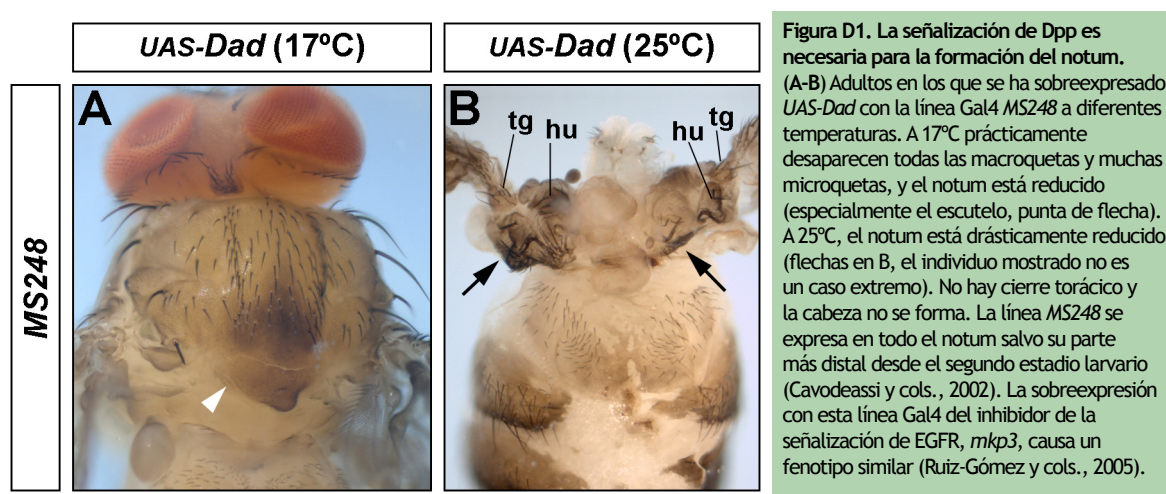 UAS-Dad (17ºC)
UAS-Dad (25ºC)
MS248
A
B
tg
hu
hu
tg
Figura D1. La señalización de Dpp es
necesaria para la formación del notum.
(A-B) Adultos en los que se ha sobreexpresado
UAS-Dad con la línea Gal4 MS248 a diferentes
temperaturas. A 17ºC prácticamente
desaparecen todas las macroquetas y muchas
microquetas, y el notum está reducido
(especialmente el escutelo, punta de flecha).
A 25ºC, el notum está drásticamente reducido
(flechas en B, el individuo mostrado no es
un caso extremo). No hay cierre torácico y
la cabeza no se forma. La línea MS248 se
expresa en todo el notum salvo su parte
más distal desde el segundo estadio larvario
(Cavodeassi y cols., 2002). La sobreexpresión
con esta línea Gal4 del inhibidor de la
señalización de EGFR, mkp3, causa un
fenotipo similar (Ruiz-Gómez y cols., 2005).